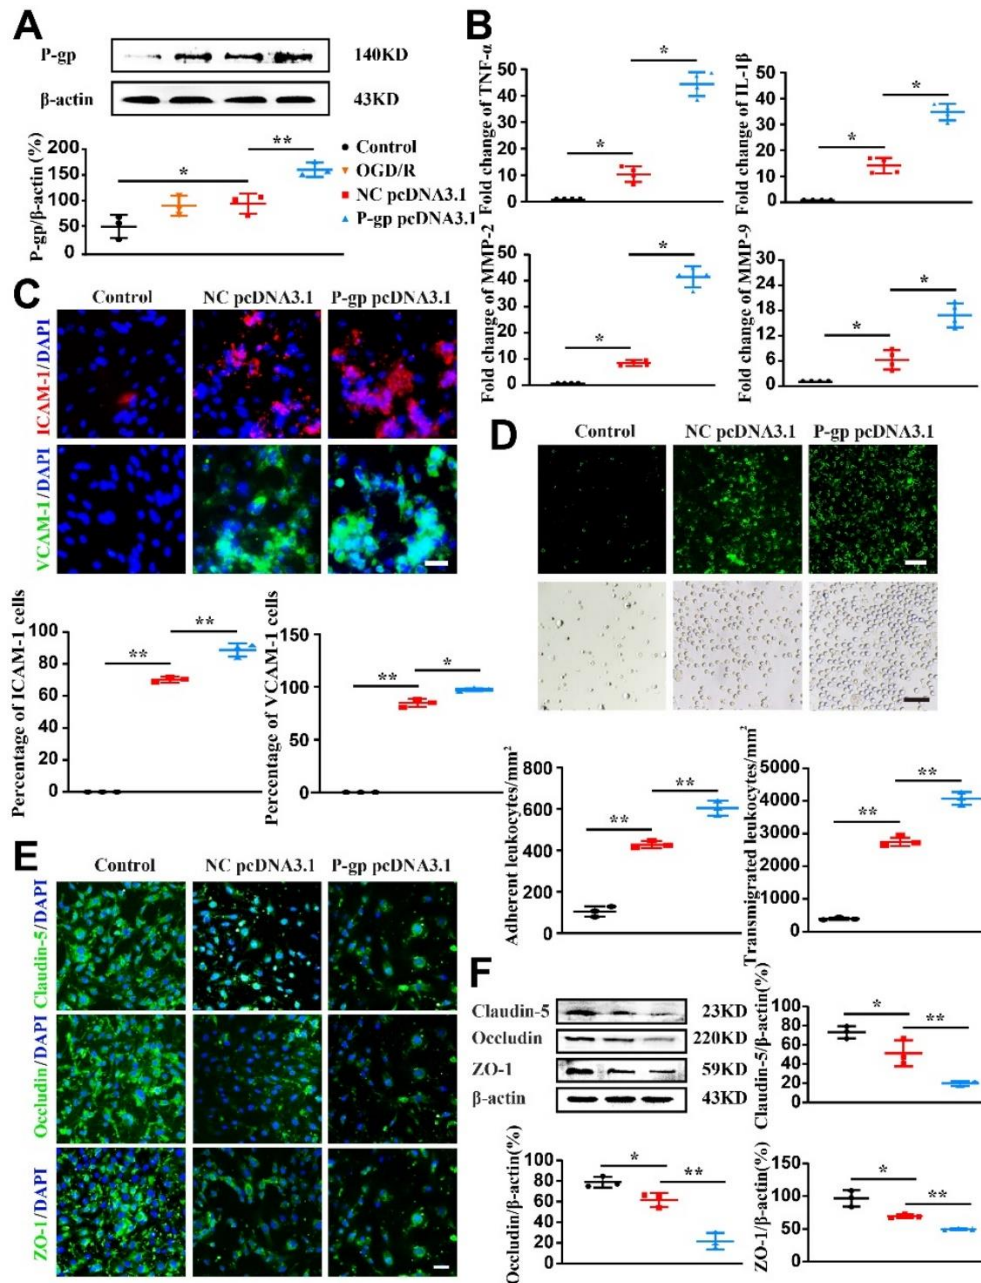 A
P-gp
140KD
β-actin
43KD
P-gp/β-actin(%)
200
150
100
50
0
*
**
Control
OGD/R
NC pcDNA3.1
P-gp pcDNA3.1
B
Fold change of TNF-α
50
40
30
20
10
0
*
*
Fold change of IL-1β
50
40
30
20
10
0
*
*
Fold change of MMP-2
50
40
30
20
10
0
*
*
Fold change of MMP-9
30
24
18
12
6
0
*
*
C
Control
NC pcDNA3.1
P-gp pcDNA3.1
ICAM-1/DAPI
VCAM-1/DAPI
Percentage of ICAM-1 cells
100
80
60
40
20
0
**
**
Percentage of VCAM-1 cells
150
100
50
0
**
*
D
Control
NC pcDNA3.1
P-gp pcDNA3.1
Adherent leukocytes/mm²
800
600
400
200
0
**
**
Transmigrated leukocytes/mm²
5000
4000
3000
2000
1000
0
**
**
E
Control
NC pcDNA3.1
P-gp pcDNA3.1
Claudin-5/DAPI
Occludin/DAPI
ZO-1/DAPI
F
Claudin-5
23KD
Occludin
220KD
ZO-1
59KD
β-actin
43KD
Claudin-5/β-actin(%)
100
80
60
40
20
0
*
**
Occludin/β-actin(%)
100
80
60
40
20
0
*
**
ZO-1/β-actin(%)
150
100
50
0
*
**